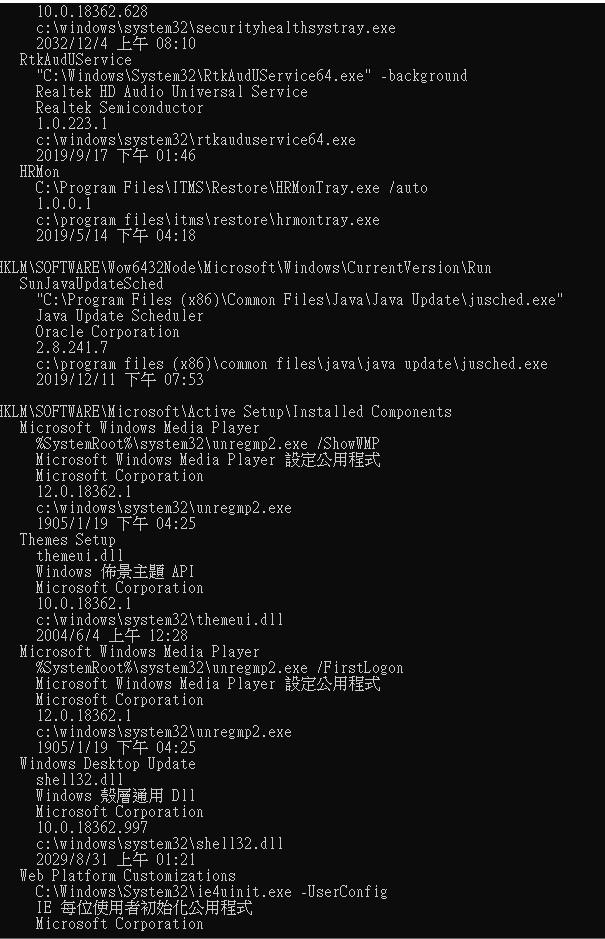 10.0.18362.628
c:\windows\system32\securityhealthsystray.exe
2032/12/4 上午 08:10
RtkAudUService
"C:\Windows\System32\RtkAudUService64.exe" -background
Realtek HD Audio Universal Service
Realtek Semiconductor
1.0.223.1
c:\windows\system32\rtkauduservice64.exe
2019/9/17 下午 01:46
HRMon
C:\Program Files\ITMS\Restore\HRMonTray.exe /auto
1.0.0.1
c:\program files\itms\restore\hrmontray.exe
2019/5/14 下午 04:18
HKLM\SOFTWARE\Wow6432Node\Microsoft\Windows\CurrentVersion\Run
SunJavaUpdateSched
"C:\Program Files (x86)\Common Files\Java\Java Update\jusched.exe"
Java Update Scheduler
Oracle Corporation
2.8.241.7
c:\program files (x86)\common files\java\java update\jusched.exe
2019/12/11 下午 07:53
HKLM\SOFTWARE\Microsoft\Active Setup\Installed Components
Microsoft Windows Media Player
%SystemRoot%\system32\unregmp2.exe /ShowWMP
Microsoft Windows Media Player 設定公用程式
Microsoft Corporation
12.0.18362.1
c:\windows\system32\unregmp2.exe
1905/1/19 下午 04:25
Themes Setup
themeui.dll
Windows 佈景主題 API
Microsoft Corporation
10.0.18362.1
c:\windows\system32\themeui.dll
2004/6/4 上午 12:28
Microsoft Windows Media Player
%SystemRoot%\system32\unregmp2.exe /FirstLogon
Microsoft Windows Media Player 設定公用程式
Microsoft Corporation
12.0.18362.1
c:\windows\system32\unregmp2.exe
1905/1/19 下午 04:25
Windows Desktop Update
shell32.dll
Windows 殼層通用 Dll
Microsoft Corporation
10.0.18362.997
c:\windows\system32\shell32.dll
2029/8/31 上午 01:21
Web Platform Customizations
C:\Windows\System32\ie4uinit.exe -UserConfig
IE 每位使用者初始化公用程式
Microsoft Corporation